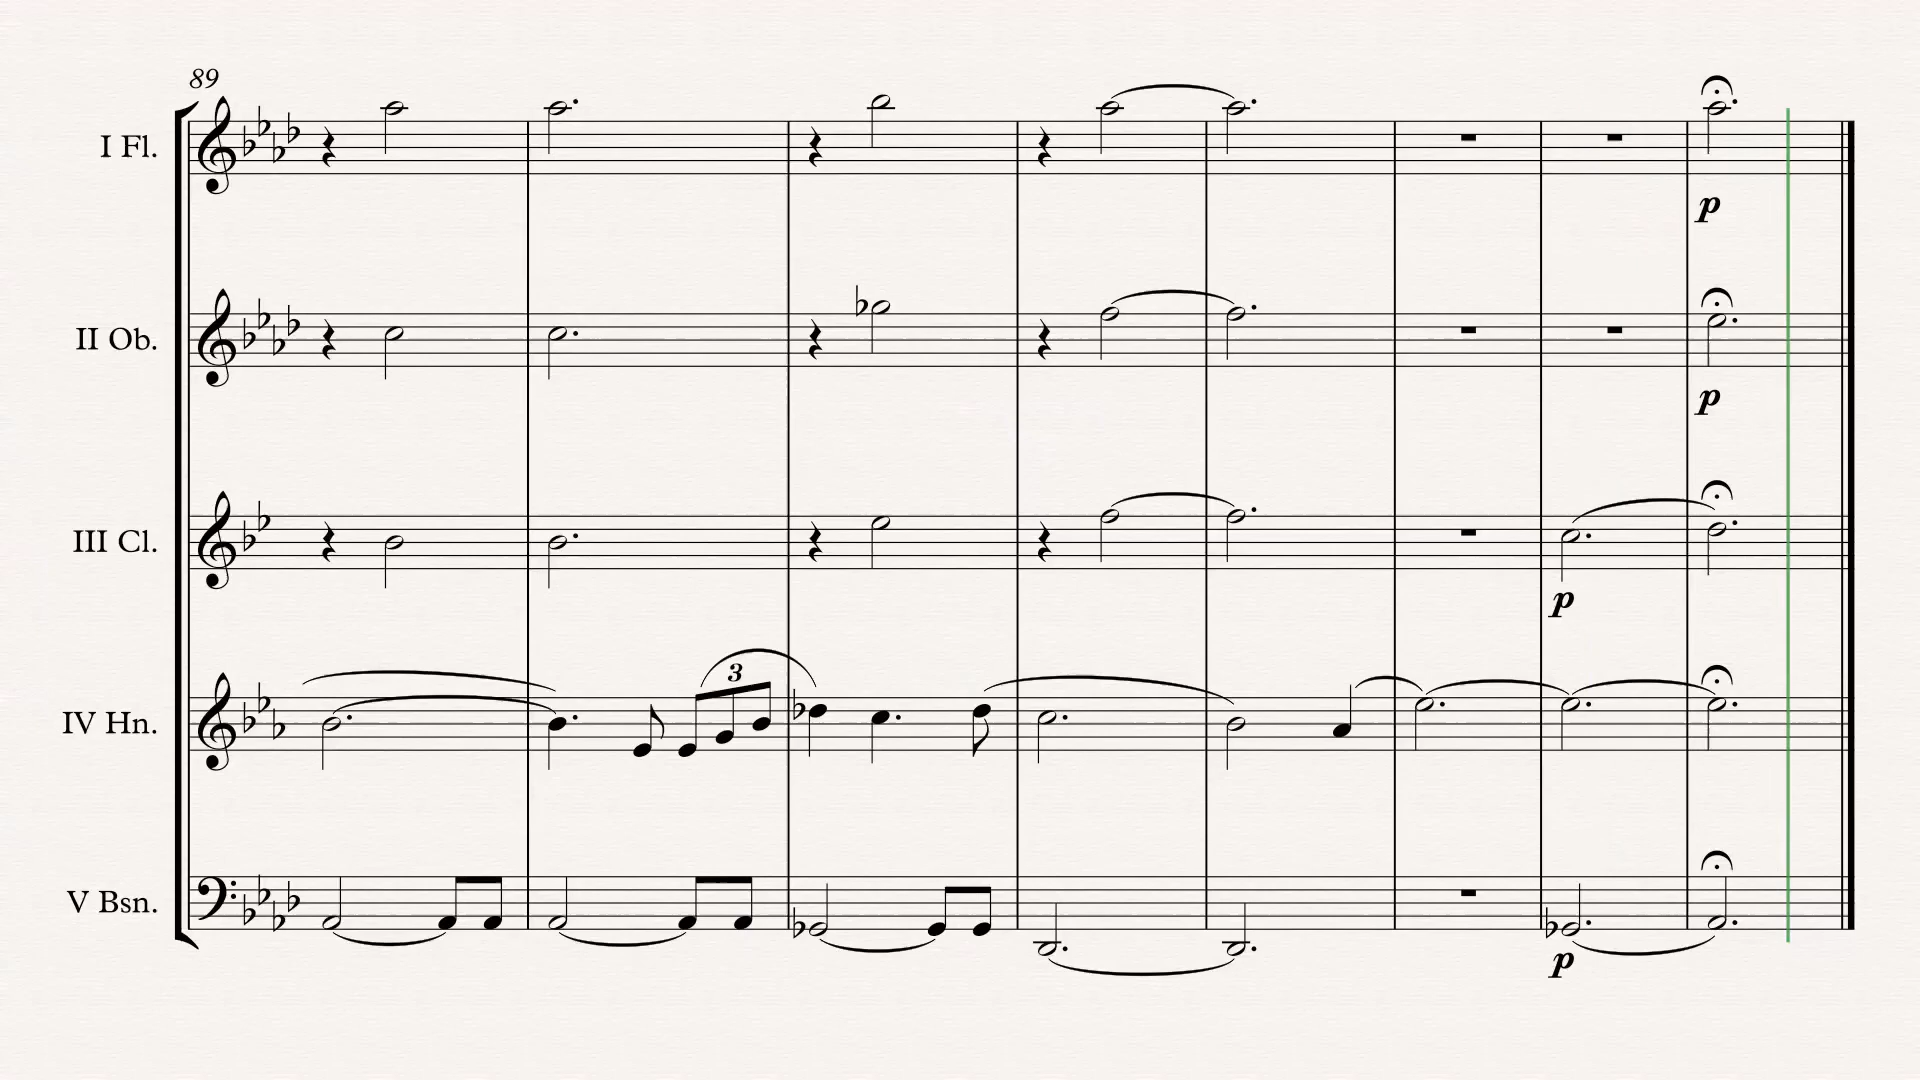 89
I Fl.
p
II Ob.
p
III Cl.
p
3
IV Hn.
V Bsn.
p